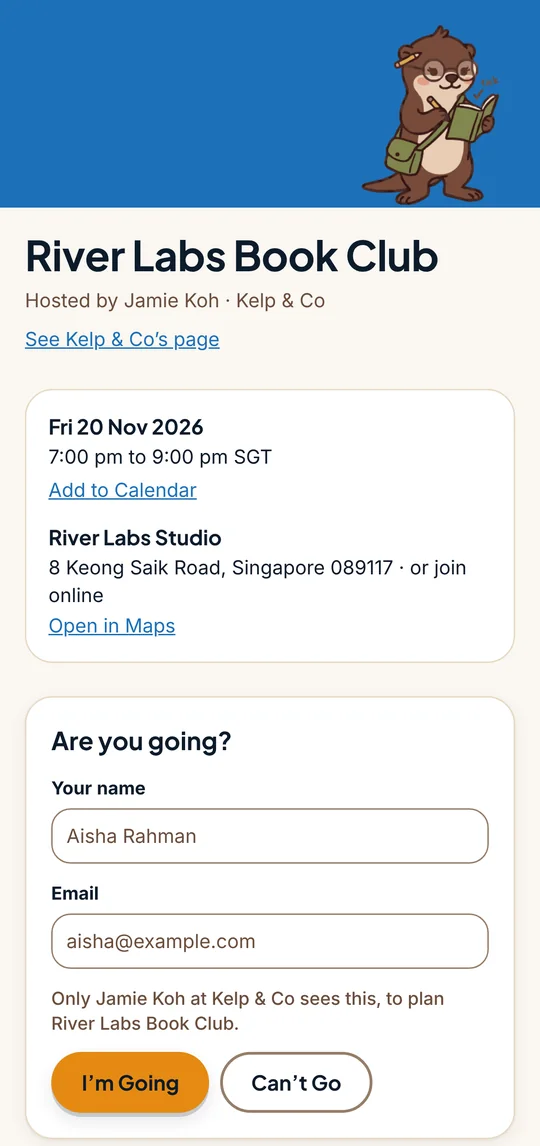 River Labs Book Club
Hosted by Jamie Koh · Kelp & Co
See Kelp & Co’s page
Fri 20 Nov 2026
7:00 pm to 9:00 pm SGT
Add to Calendar
River Labs Studio
8 Keong Saik Road, Singapore 089117 · or join
online
Open in Maps
Are you going?
Your name
Aisha Rahman
Email
aisha@example.com
Only Jamie Koh at Kelp & Co sees this, to plan
River Labs Book Club.
I’m Going
Can’t Go